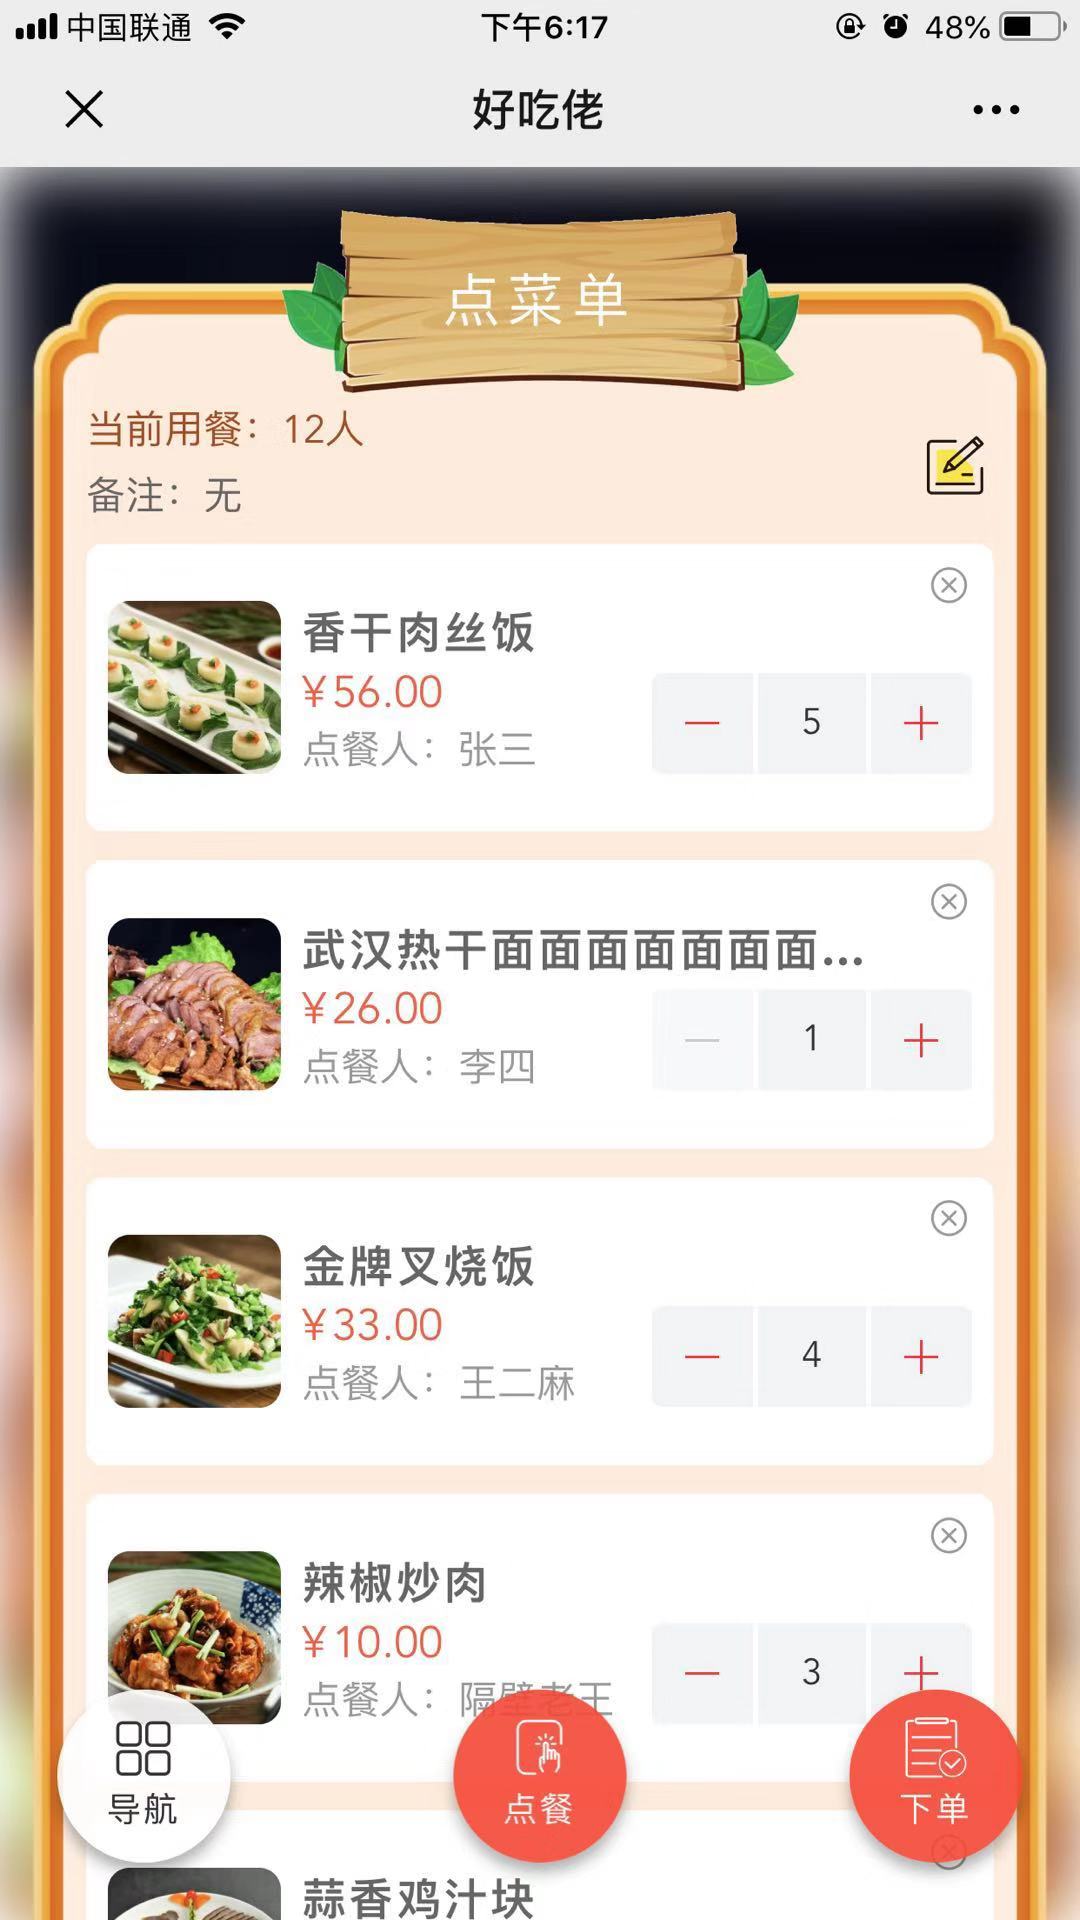 中国联通
下午6:17
48%
好吃佬
点菜单
当前用餐：12人
备注：无
香干肉丝饭
¥56.00
点餐人：张三
5
武汉热干面面面面面面面...
¥26.00
点餐人：李四
1
金牌叉烧饭
¥33.00
点餐人：王二麻
4
辣椒炒肉
¥10.00
点餐人：隔壁老王
3
导航
点餐
下单
蒜香鸡汁块